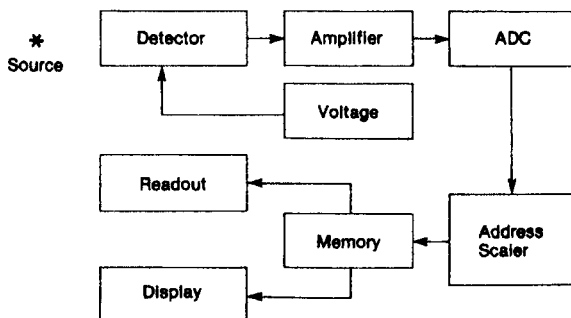 *
Source
Detector
Amplifier
ADC
Voltage
Readout
Memory
Address
Scaler
Display